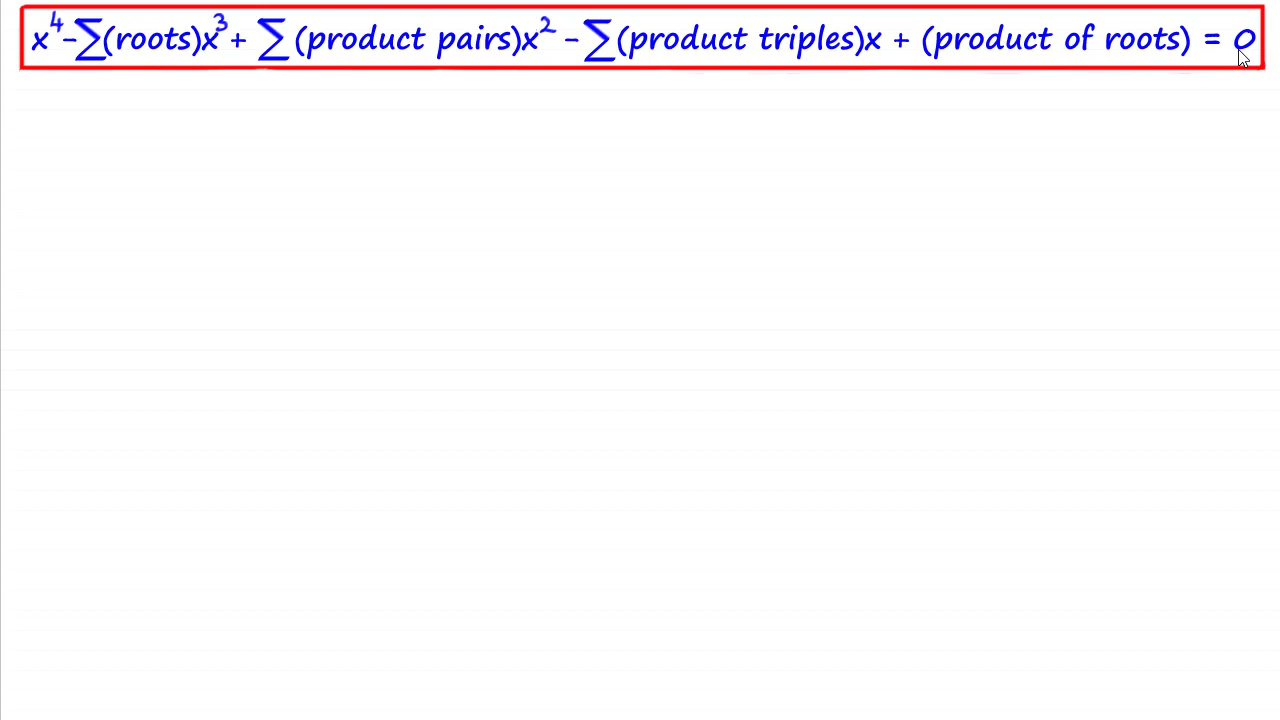 x⁴-∑(roots)x³+ ∑(product pairs)x² -∑(product triples)x + (product of roots) = 0